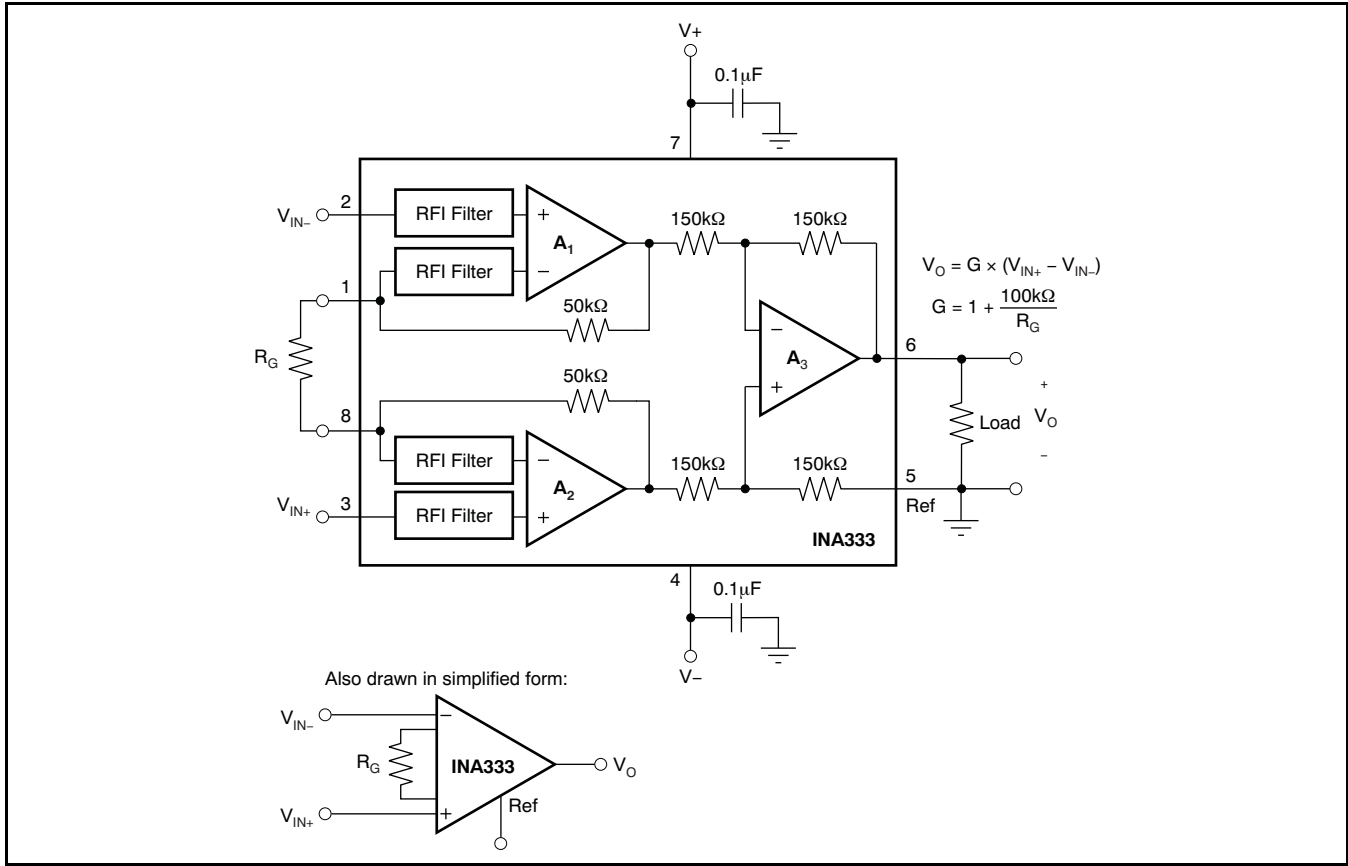 V+
0.1µF
7
V_IN−
2
RFI Filter
+
A₁
150kΩ
150kΩ
RFI Filter
−
V_O = G × (V_IN+ − V_IN−)
1
50kΩ
G = 1 + 100kΩ / R_G
−
6
R_G
A₃
50kΩ
+
+
8
Load
V_O
−
RFI Filter
−
150kΩ
150kΩ
5
A₂
Ref
V_IN+
3
RFI Filter
+
INA333
4
0.1µF
V−
Also drawn in simplified form:
V_IN−
−
R_G
INA333
V_O
Ref
V_IN+
+